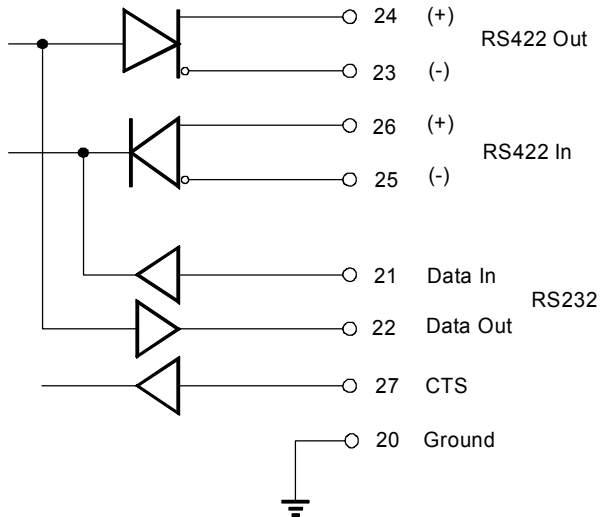 24 (+)
RS422 Out
23 (-)
26 (+)
RS422 In
25 (-)
21 Data In
RS232
22 Data Out
27 CTS
20 Ground